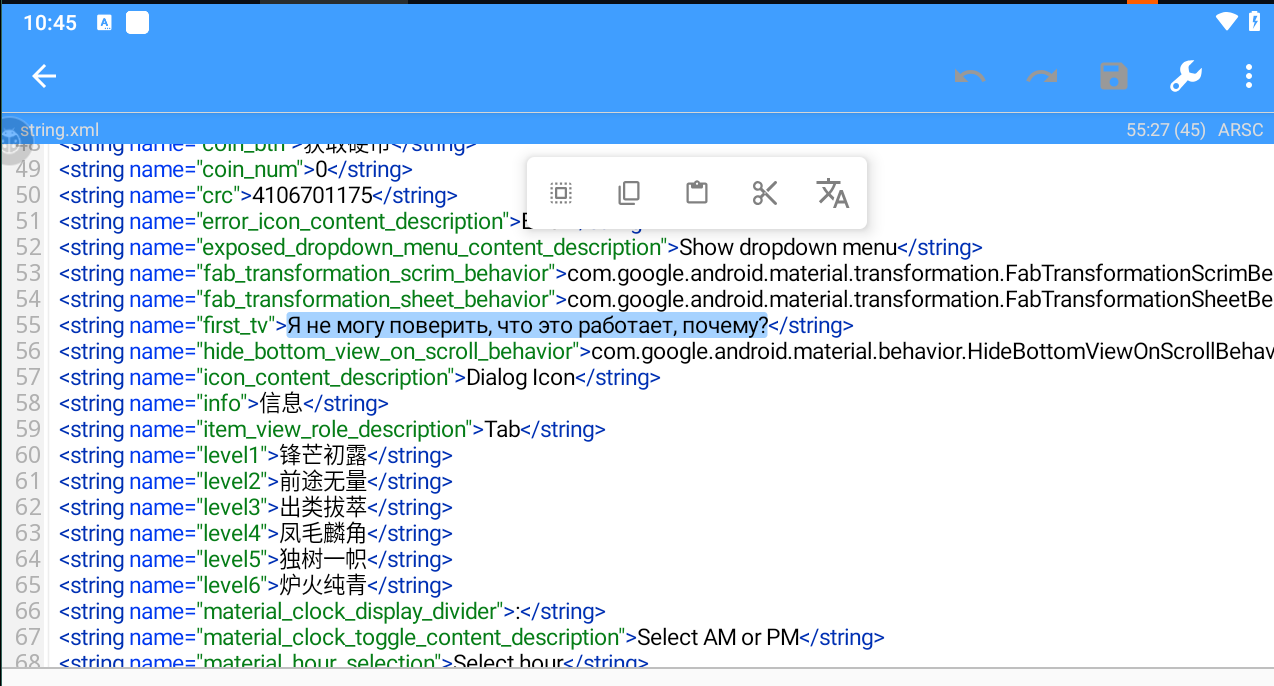 10:45
A
string.xml 55:27 (45) ARSC
48 <string name="coin_btn">获取硬币</string>
49 <string name="coin_num">0</string>
50 <string name="crc">4106701175</string>
51 <string name="error_icon_content_description">
52 <string name="exposed_dropdown_menu_content_description">Show dropdown menu</string>
53 <string name="fab_transformation_scrim_behavior">com.google.android.material.transformation.FabTransformationScrimBe
54 <string name="fab_transformation_sheet_behavior">com.google.android.material.transformation.FabTransformationSheetBe
55 <string name="first_tv">Я не могу поверить, что это работает, почему?</string>
56 <string name="hide_bottom_view_on_scroll_behavior">com.google.android.material.behavior.HideBottomViewOnScrollBehav
57 <string name="icon_content_description">Dialog Icon</string>
58 <string name="info">信息</string>
59 <string name="item_view_role_description">Tab</string>
60 <string name="level1">锋芒初露</string>
61 <string name="level2">前途无量</string>
62 <string name="level3">出类拔萃</string>
63 <string name="level4">凤毛麟角</string>
64 <string name="level5">独树一帜</string>
65 <string name="level6">炉火纯青</string>
66 <string name="material_clock_display_divider">:</string>
67 <string name="material_clock_toggle_content_description">Select AM or PM</string>
68 <string name="material_hour_selection">Select hour</string>